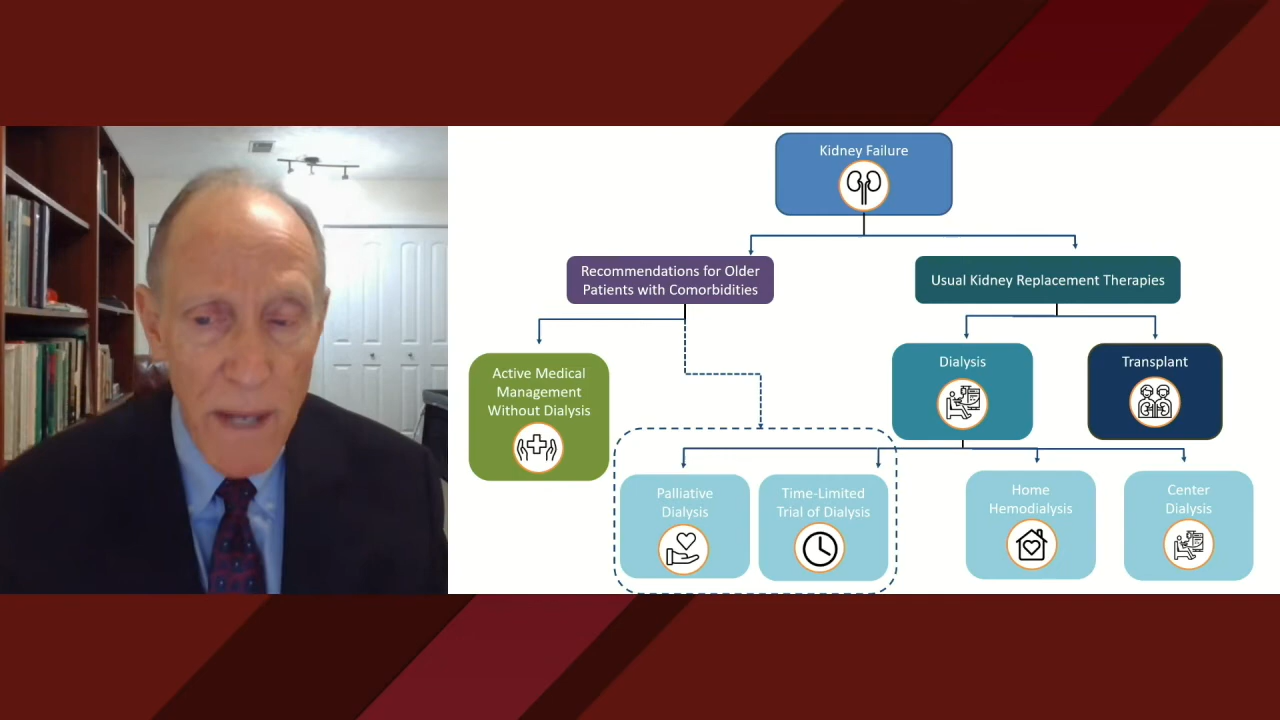 Kidney Failure
Recommendations for Older
Patients with Comorbidities
Usual Kidney Replacement Therapies
Active Medical
Management
Without Dialysis
Dialysis
Transplant
Palliative
Dialysis
Time-Limited
Trial of Dialysis
Home
Hemodialysis
Center
Dialysis